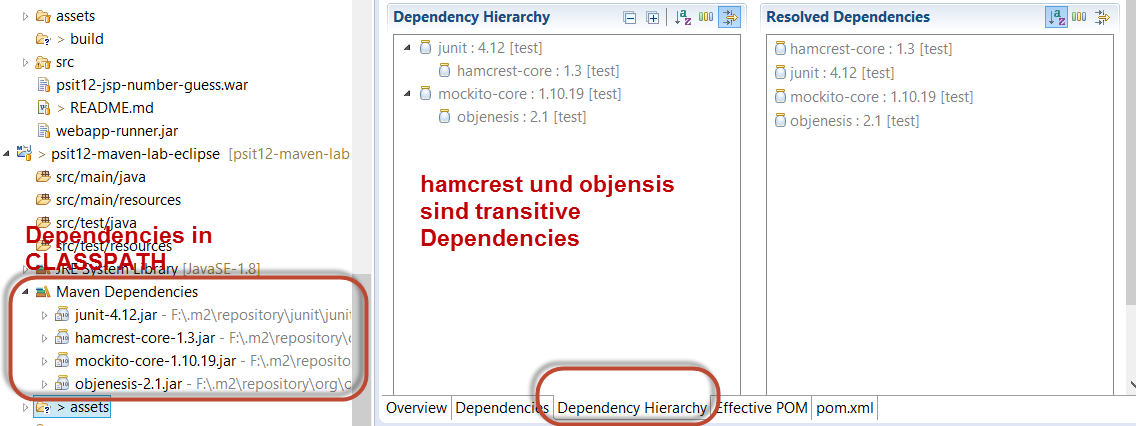 assets
> build
src
psit12-jsp-number-guess.war
> README.md
webapp-runner.jar
> psit12-maven-lab-eclipse [psit12-maven-lab
src/main/java
src/main/resources
src/test/java
src/test/resources
Dependencies in
CLASSPATH
JRE System Library [JavaSE-1.8]
Maven Dependencies
junit-4.12.jar - F:\.m2\repository\junit\junit
hamcrest-core-1.3.jar - F:\.m2\repository\
mockito-core-1.10.19.jar - F:\.m2\reposito
objenesis-2.1.jar - F:\.m2\repository\org\
> assets
Dependency Hierarchy
junit : 4.12 [test]
hamcrest-core : 1.3 [test]
mockito-core : 1.10.19 [test]
objenesis : 2.1 [test]
hamcrest und objensis
sind transitive
Dependencies
Resolved Dependencies
hamcrest-core : 1.3 [test]
junit : 4.12 [test]
mockito-core : 1.10.19 [test]
objenesis : 2.1 [test]
Overview Dependencies Dependency Hierarchy Effective POM pom.xml